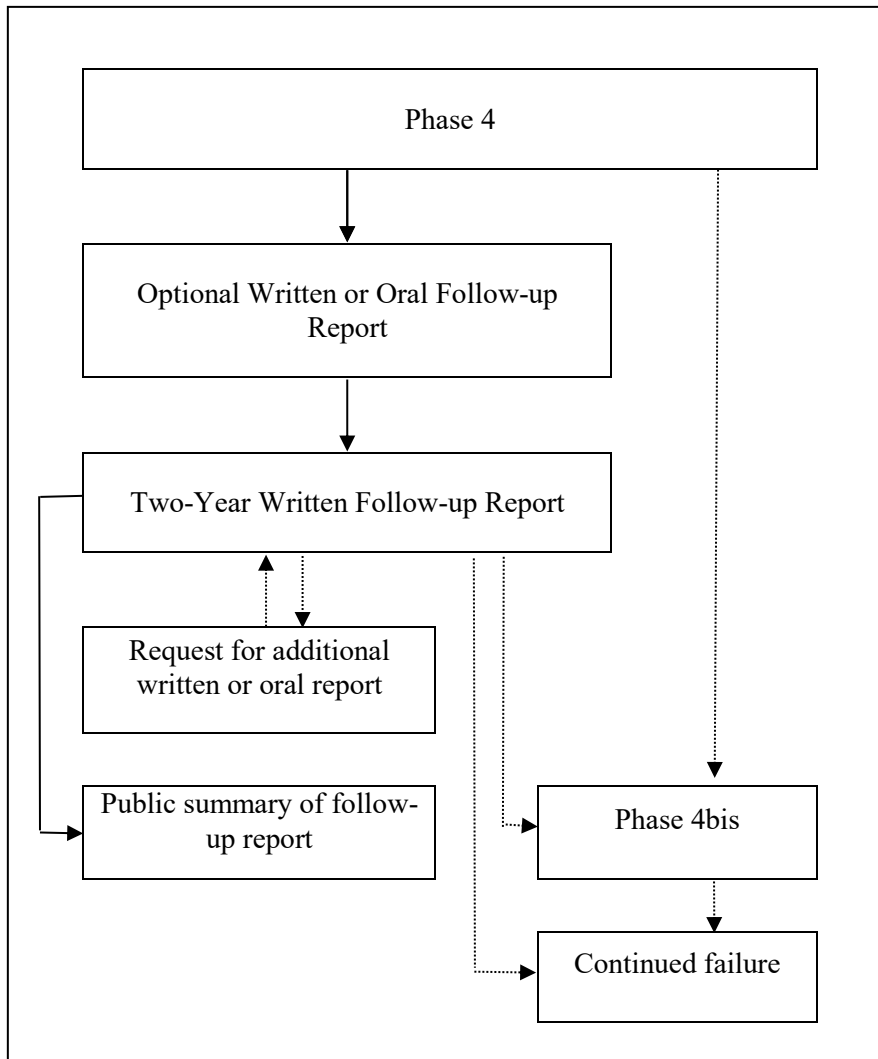 Phase 4
Optional Written or Oral Follow-up
Report
Two-Year Written Follow-up Report
Request for additional
written or oral report
Public summary of follow-
up report
Phase 4bis
Continued failure